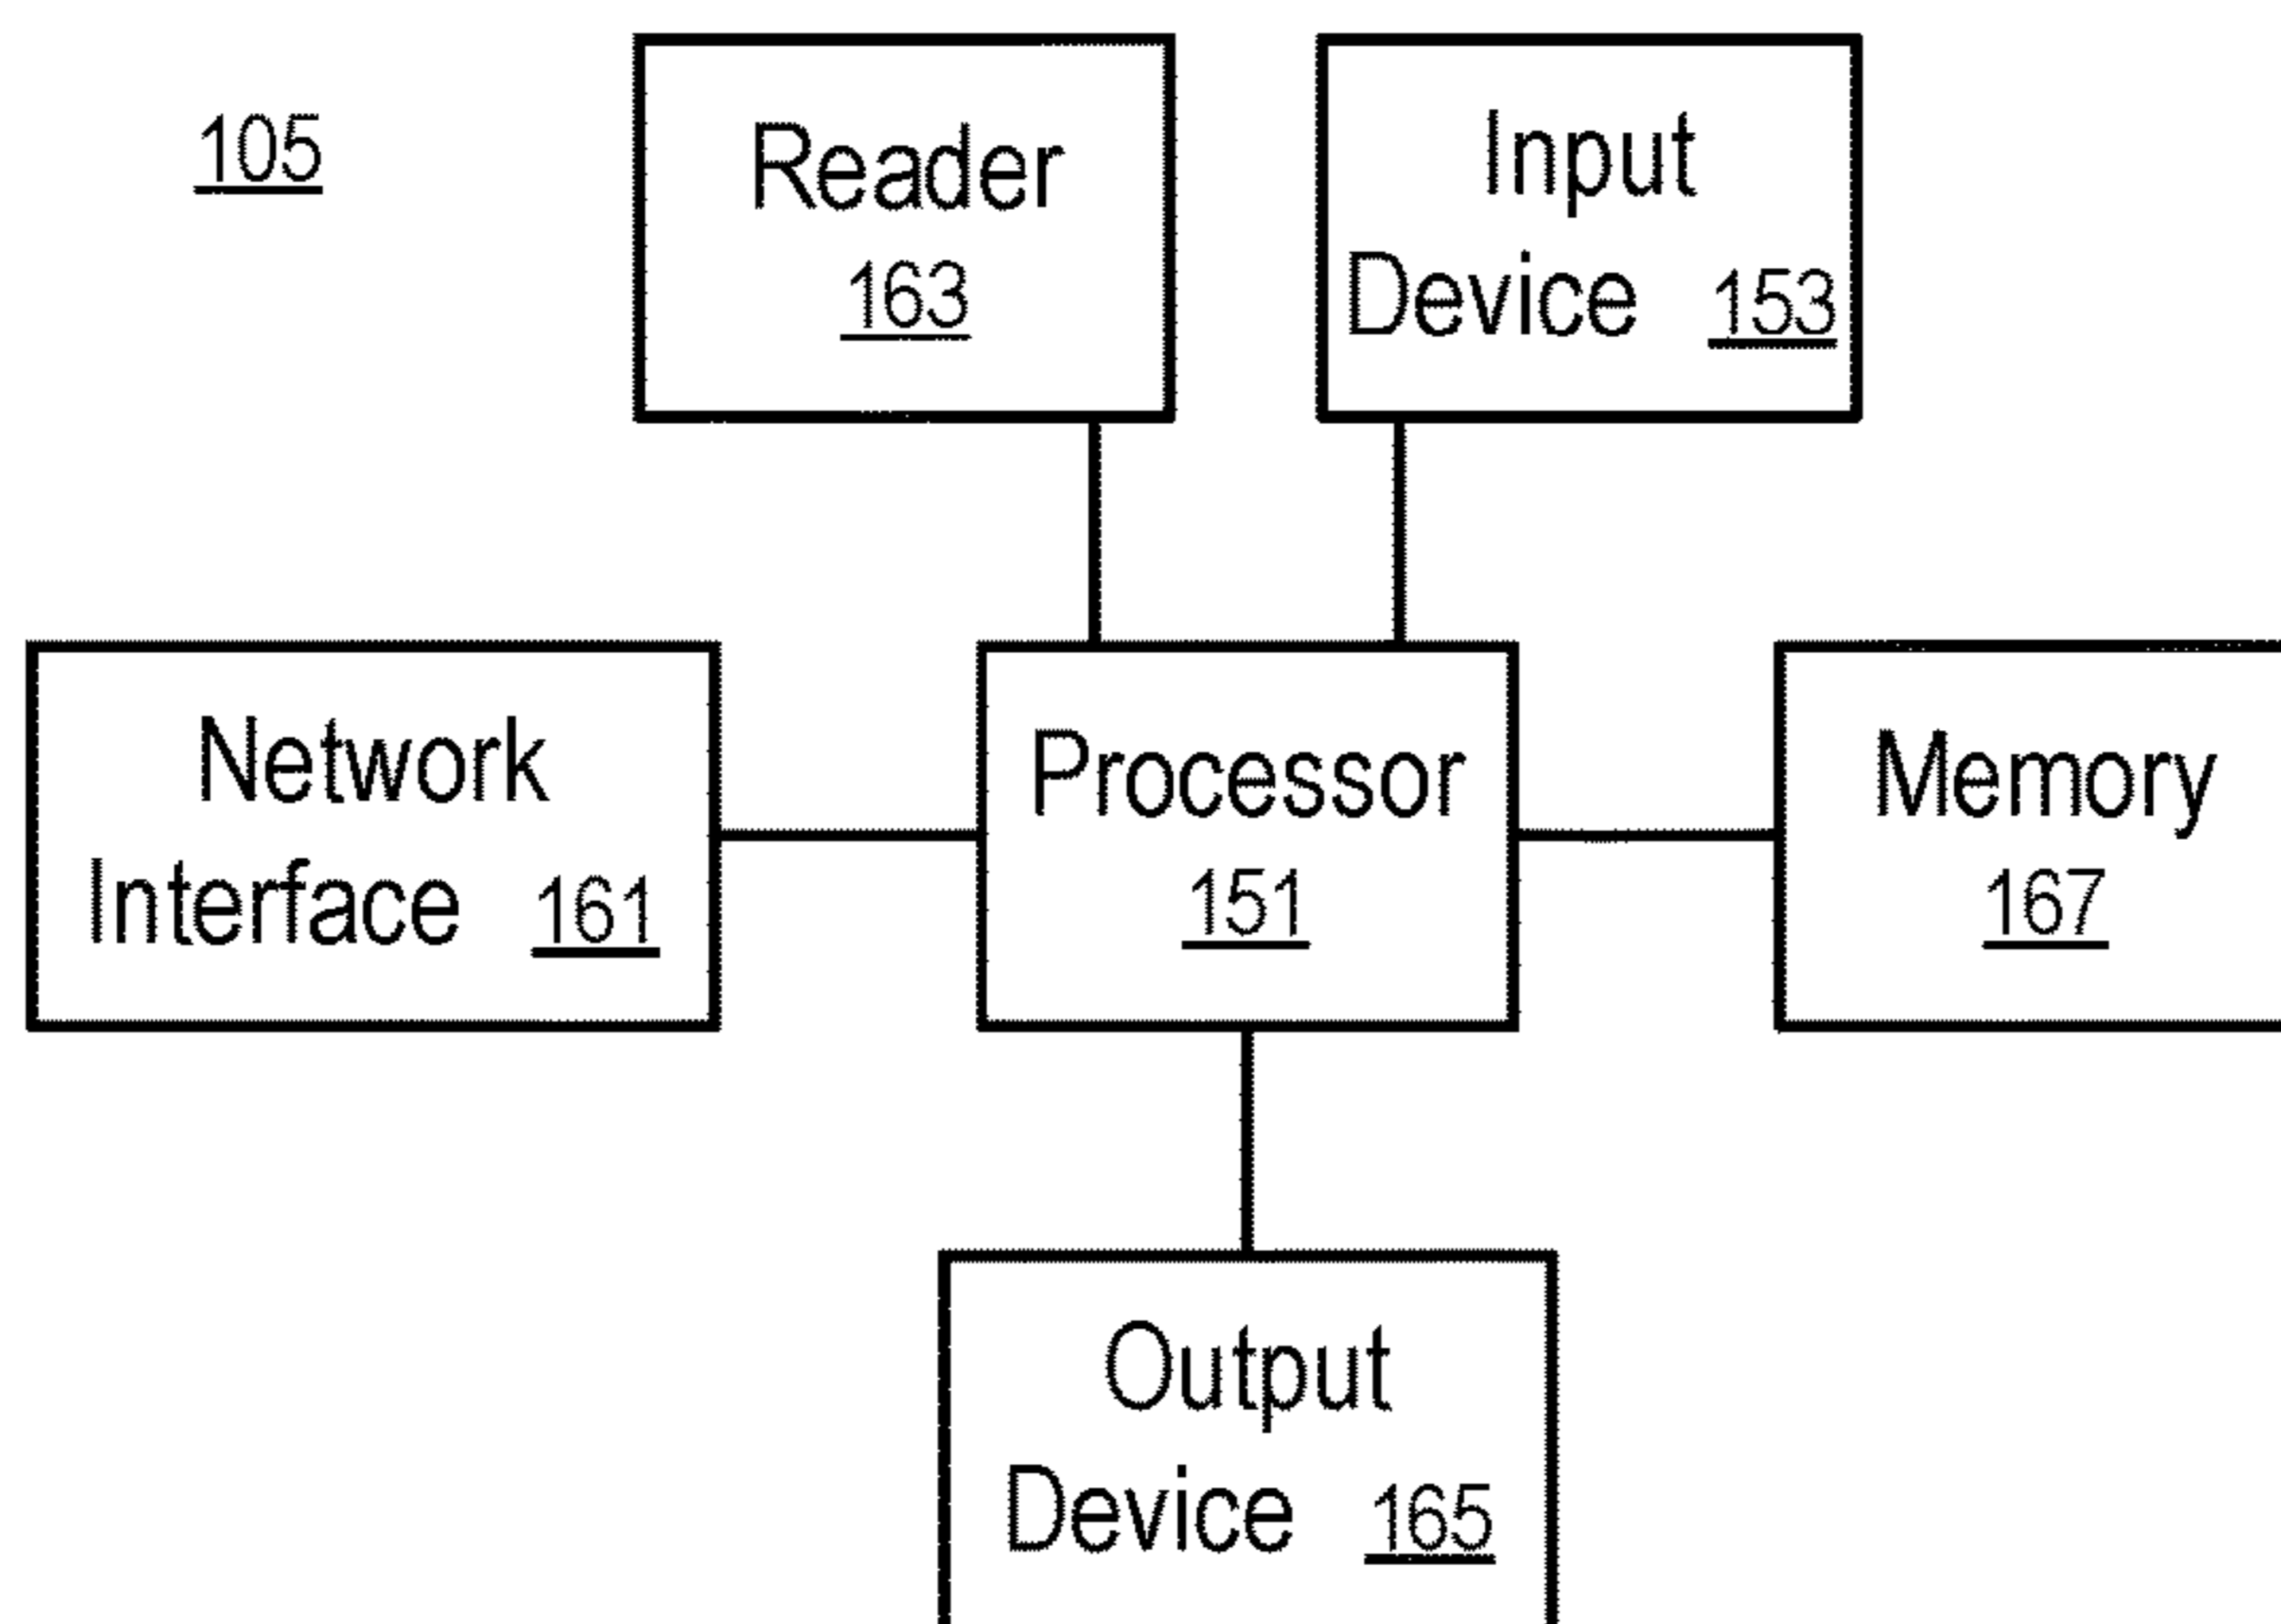 105
Reader
163
Input
Device 153
Network
Interface 161
Processor
151
Memory
167
Output
Device 165